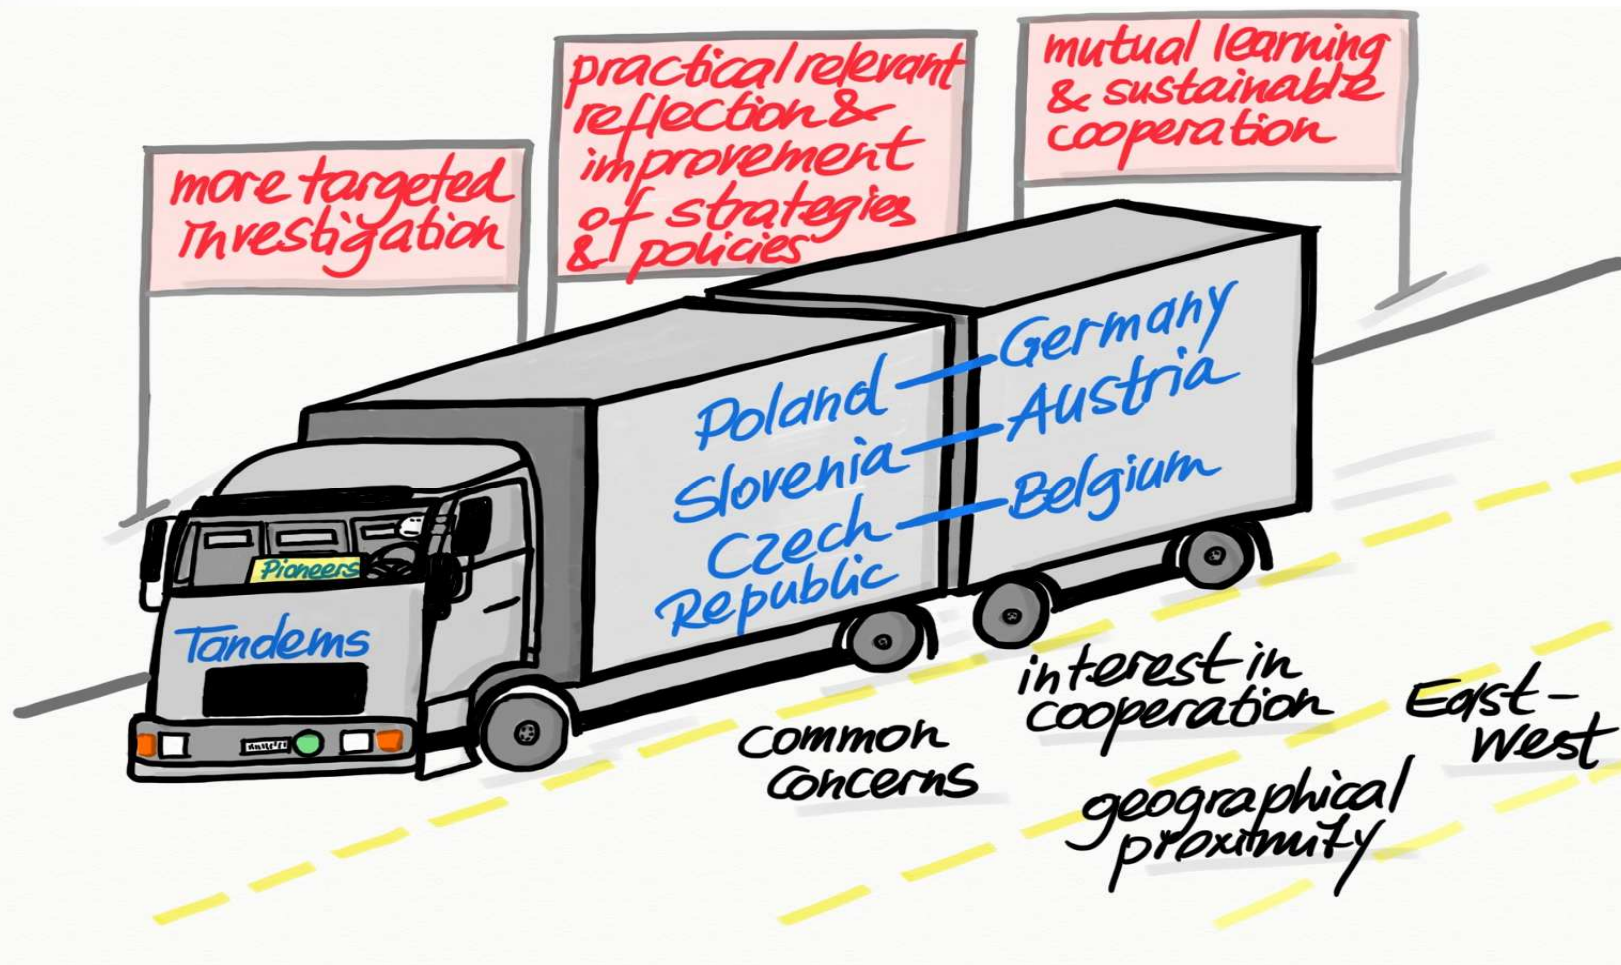 more targeted
investigation
practical relevant
reflection &
improvement
of strategies
& policies
mutual learning
& sustainable
cooperation
Poland – Germany
Slovenia – Austria
Czech – Belgium
Republic
Pioneers
Tandems
common
concerns
interest in
cooperation
East-
West
geographical
proximity